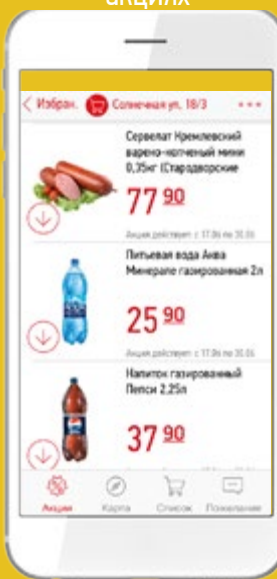 акциях
Избран. Солнечная ул. 18/3
Сервелат Кремлевский
варено-копченый мини
0,35кг (Стародворские
77 90
Акция действует с 17.06 по 30.06
Питьевая вода Аква
Минерале газированная 2л
25 90
Акция действует с 17.06 по 30.06
Напиток газированный
Пепси 2,25л
37 90
Акции Карта Список Пожелания